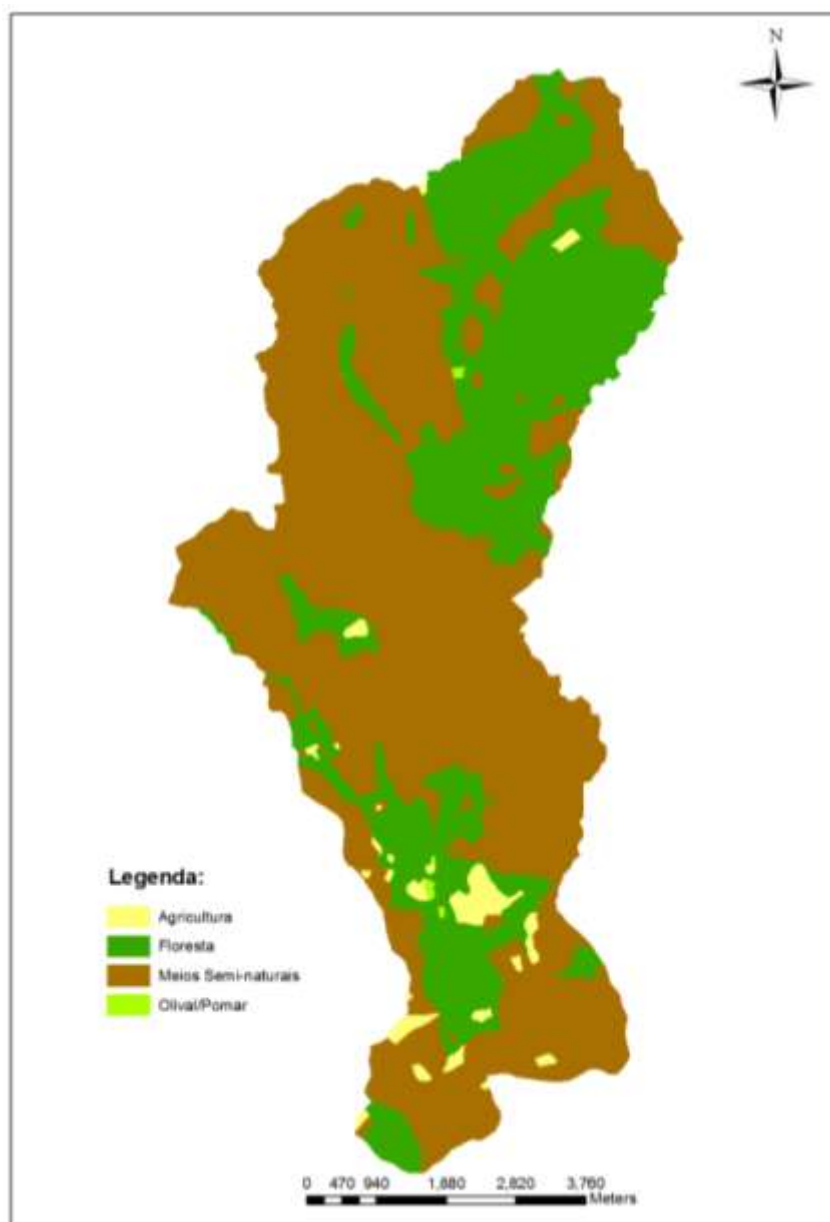 N
Legenda:
Agricultura
Floresta
Meios Semi-naturais
Olival/Pomar
0 470 940 1,880 2,820 3,760
Meters